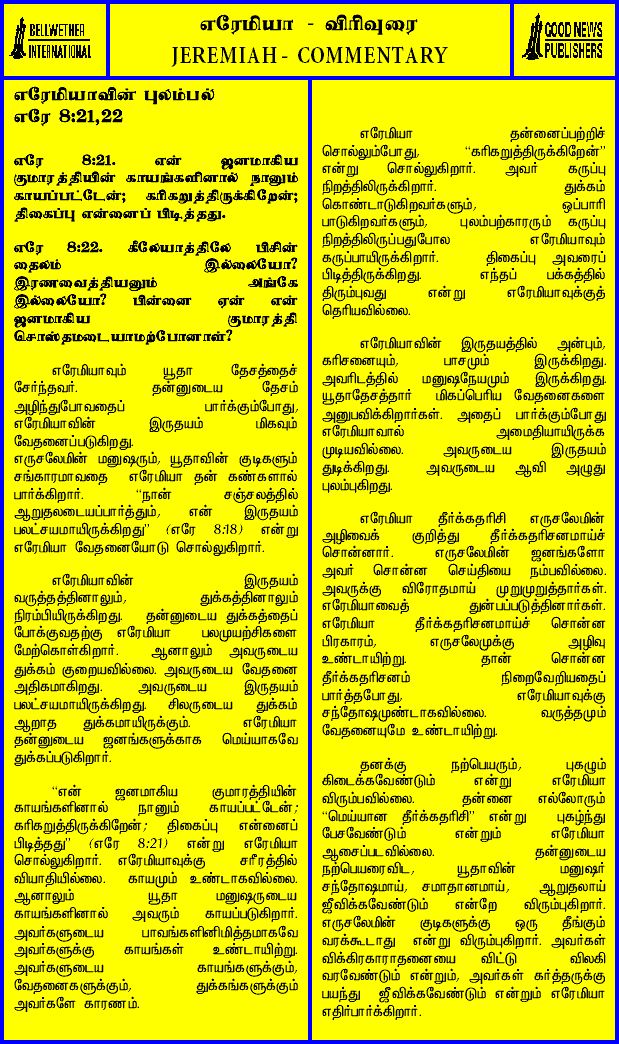 BELLWETHER
INTERNATIONAL
எரேமியா - விரிவுரை
JEREMIAH - COMMENTARY
GOOD NEWS
PUBLISHERS
எரேமியாவின் புலம்பல்
எரே 8:21,22
எரே 8:21. என் ஜனமாகிய
குமாரத்தியின் காயங்களினால் நானும்
காயப்பட்டேன்; கரிகறுத்திருக்கிறேன்;
திகைப்பு என்னைப் பிடித்தது.
எரே 8:22. கீலேயாத்திலே பிசின்
தைலம் இல்லையோ?
இரணவைத்தியனும் அங்கே
இல்லையோ? பின்னை ஏன் என்
ஜனமாகிய குமாரத்தி
சொஸ்தமடையாமற்போனாள்?
எரேமியாவும் யூதா தேசத்தைச்
சேர்ந்தவர். தன்னுடைய தேசம்
அழிந்துபோவதைப் பார்க்கும்போது,
எரேமியாவின் இருதயம் மிகவும்
வேதனைப்படுகிறது.
எருசலேமின் மனுஷரும், யூதாவின் குடிகளும்
சங்காரமாவதை எரேமியா தன் கண்களால்
பார்க்கிறார். “நான் சஞ்சலத்தில்
ஆறுதலடையப்பார்த்தும், என் இருதயம்
பலட்சயமாயிருக்கிறது” (எரே 8:18) என்று
எரேமியா வேதனையோடு சொல்லுகிறார்.
எரேமியாவின் இருதயம்
வருத்தத்தினாலும், துக்கத்தினாலும்
நிரம்பியிருக்கிறது. தன்னுடைய துக்கத்தைப்
போக்குவதற்கு எரேமியா பலமுயற்சிகளை
மேற்கொள்கிறார். ஆனாலும் அவருடைய
துக்கம் குறையவில்லை. அவருடைய வேதனை
அதிகமாகிறது. அவருடைய இருதயம்
பலட்சயமாயிருக்கிறது. சிலருடைய துக்கம்
ஆறாத துக்கமாயிருக்கும். எரேமியா
தன்னுடைய ஜனங்களுக்காக மெய்யாகவே
துக்கப்படுகிறார்.
“என் ஜனமாகிய குமாரத்தியின்
காயங்களினால் நானும் காயப்பட்டேன்;
கரிகறுத்திருக்கிறேன்; திகைப்பு என்னைப்
பிடித்தது” (எரே 8:21) என்று எரேமியா
சொல்லுகிறார். எரேமியாவுக்கு சரீரத்தில்
வியாதியில்லை. காயமும் உண்டாகவில்லை.
ஆனாலும் யூதா மனுஷருடைய
காயங்களினால் அவரும் காயப்படுகிறார்.
அவர்களுடைய பாவங்களினிமித்தமாகவே
அவர்களுக்கு காயங்கள் உண்டாயிற்று.
அவர்களுடைய காயங்களுக்கும்,
வேதனைகளுக்கும், துக்கங்களுக்கும்
அவர்களே காரணம்.
எரேமியா தன்னைப்பற்றிச்
சொல்லும்போது, “கரிகறுத்திருக்கிறேன்”
என்று சொல்லுகிறார். அவர் கருப்பு
நிறத்திலிருக்கிறார். துக்கம்
கொண்டாடுகிறவர்களும், ஒப்பாரி
பாடுகிறவர்களும், புலம்பற்காரரும் கருப்பு
நிறத்திலிருப்பதுபோல எரேமியாவும்
கருப்பாயிருக்கிறார். திகைப்பு அவரைப்
பிடித்திருக்கிறது. எந்தப் பக்கத்தில்
திரும்புவது என்று எரேமியாவுக்குத்
தெரியவில்லை.
எரேமியாவின் இருதயத்தில் அன்பும்,
கரிசனையும், பாசமும் இருக்கிறது.
அவரிடத்தில் மனுஷநேயமும் இருக்கிறது.
யூதாதேசத்தார் மிகப்பெரிய வேதனைகளை
அனுபவிக்கிறார்கள். அதைப் பார்க்கும்போது
எரேமியாவால் அமைதியாயிருக்க
முடியவில்லை. அவருடைய இருதயம்
துடிக்கிறது. அவருடைய ஆவி அழுது
புலம்புகிறது.
எரேமியா தீர்க்கதரிசி எருசலேமின்
அழிவைக் குறித்து தீர்க்கதரிசனமாய்ச்
சொன்னார். எருசலேமின் ஜனங்களோ
அவர் சொன்ன செய்தியை நம்பவில்லை.
அவருக்கு விரோதமாய் முறுமுறுத்தார்கள்.
எரேமியாவைத் துன்பப்படுத்தினார்கள்.
எரேமியா தீர்க்கதரிசனமாய்ச் சொன்ன
பிரகாரம், எருசலேமுக்கு அழிவு
உண்டாயிற்று. தான் சொன்ன
தீர்க்கதரிசனம் நிறைவேறியதைப்
பார்த்தபோது, எரேமியாவுக்கு
சந்தோஷமுண்டாகவில்லை. வருத்தமும்
வேதனையுமே உண்டாயிற்று.
தனக்கு நற்பெயரும், புகழும்
கிடைக்கவேண்டும் என்று எரேமியா
விரும்பவில்லை. தன்னை எல்லோரும்
“மெய்யான தீர்க்கதரிசி” என்று புகழ்ந்து
பேசவேண்டும் என்றும் எரேமியா
ஆசைப்படவில்லை. தன்னுடைய
நற்பெயரைவிட, யூதாவின் மனுஷர்
சந்தோஷமாய், சமாதானமாய், ஆறுதலாய்
ஜீவிக்கவேண்டும் என்றே விரும்புகிறார்.
எருசலேமின் குடிகளுக்கு ஒரு தீங்கும்
வரக்கூடாது என்று விரும்புகிறார். அவர்கள்
விக்கிரகாராதனையை விட்டு விலகி
வரவேண்டும் என்றும், அவர்கள் கர்த்தருக்கு
பயந்து ஜீவிக்கவேண்டும் என்றும் எரேமியா
எதிர்பார்க்கிறார்.